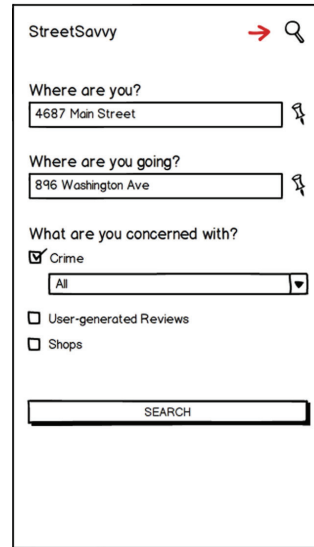 StreetSavvy
Where are you?
4687 Main Street
Where are you going?
896 Washington Ave
What are you concerned with?
Crime
All
User-generated Reviews
Shops
SEARCH